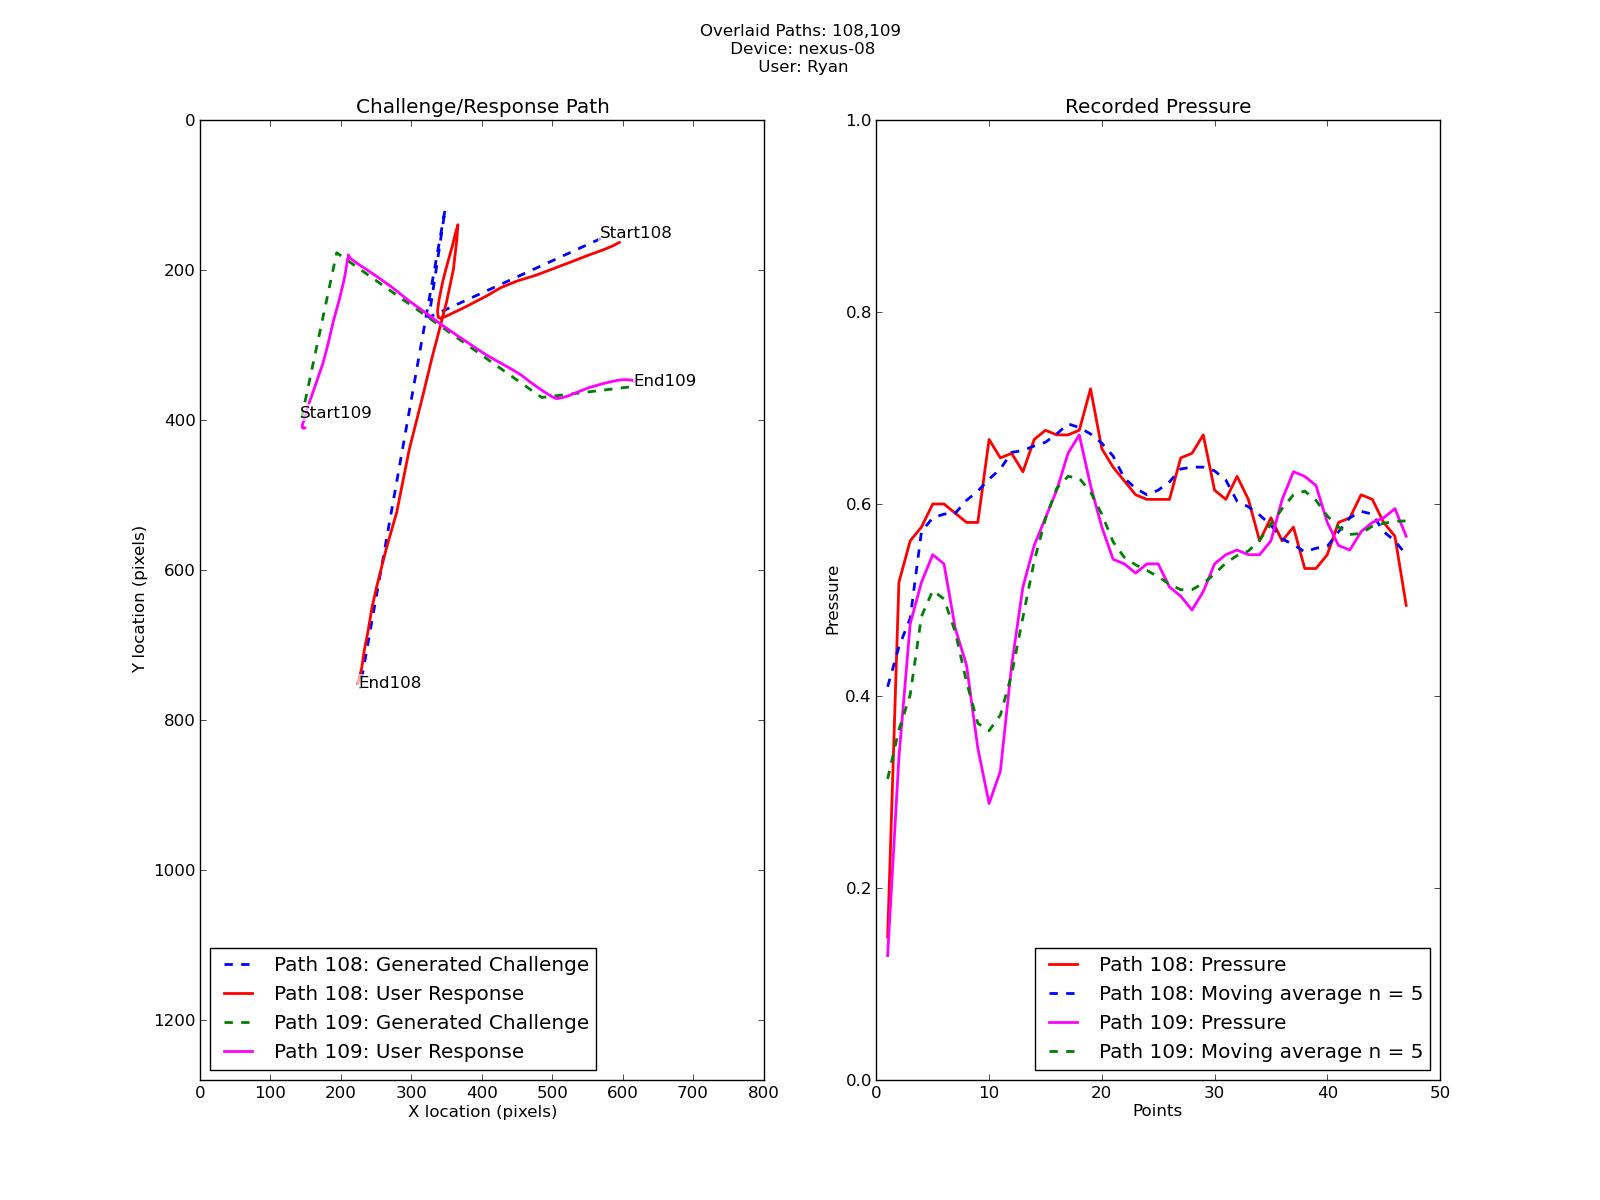 Overlaid Paths: 108,109
Device: nexus-08
User: Ryan
Challenge/Response Path
0
200
400
600
800
1000
1200
Y location (pixels)
Start108
End109
Start109
End108
Path 108: Generated Challenge
Path 108: User Response
Path 109: Generated Challenge
Path 109: User Response
0 100 200 300 400 500 600 700 800
X location (pixels)
Recorded Pressure
1.0
0.8
0.6
0.4
0.2
0.0
Pressure
Path 108: Pressure
Path 108: Moving average n = 5
Path 109: Pressure
Path 109: Moving average n = 5
0 10 20 30 40 50
Points